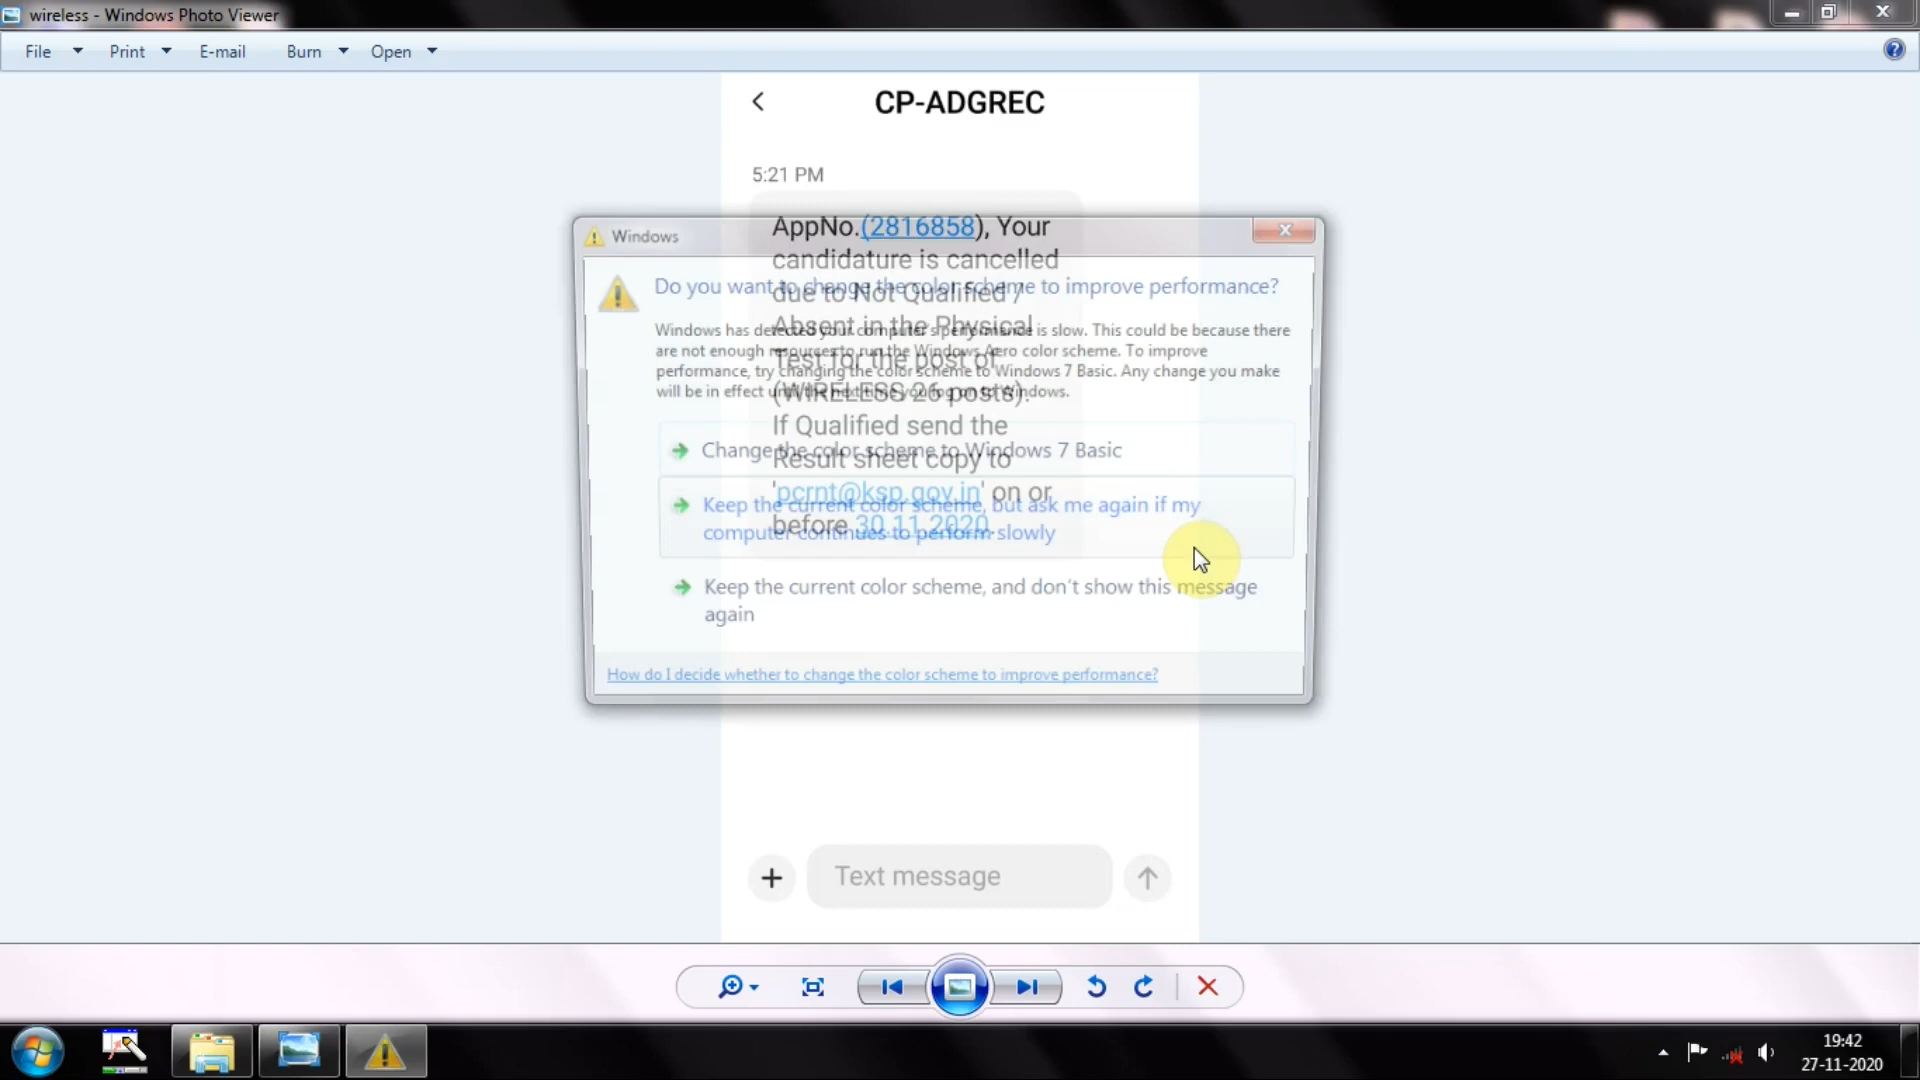 wireless - Windows Photo Viewer
File Print E-mail Burn Open
CP-ADGREC
5:21 PM
AppNo.(2816858), Your
candidature is cancelled
due to Not Qualified /
Absent in the Physical
Test for the post of
(WIRELESS 26 posts).
If Qualified send the
Result sheet copy to
'pcrnt@ksp.gov.in' on or
before 30.11.2020.
Windows
Do you want to change the color scheme to improve performance?
Windows has detected your computer's performance is slow. This could be because there
are not enough resources to run the Windows Aero color scheme. To improve
performance, try changing the color scheme to Windows 7 Basic. Any change you make
will be in effect until the next time you log on to Windows.
Change the color scheme to Windows 7 Basic
Keep the current color scheme, but ask me again if my
computer continues to perform slowly
Keep the current color scheme, and don't show this message
again
How do I decide whether to change the color scheme to improve performance?
Text message
19:42
27-11-2020